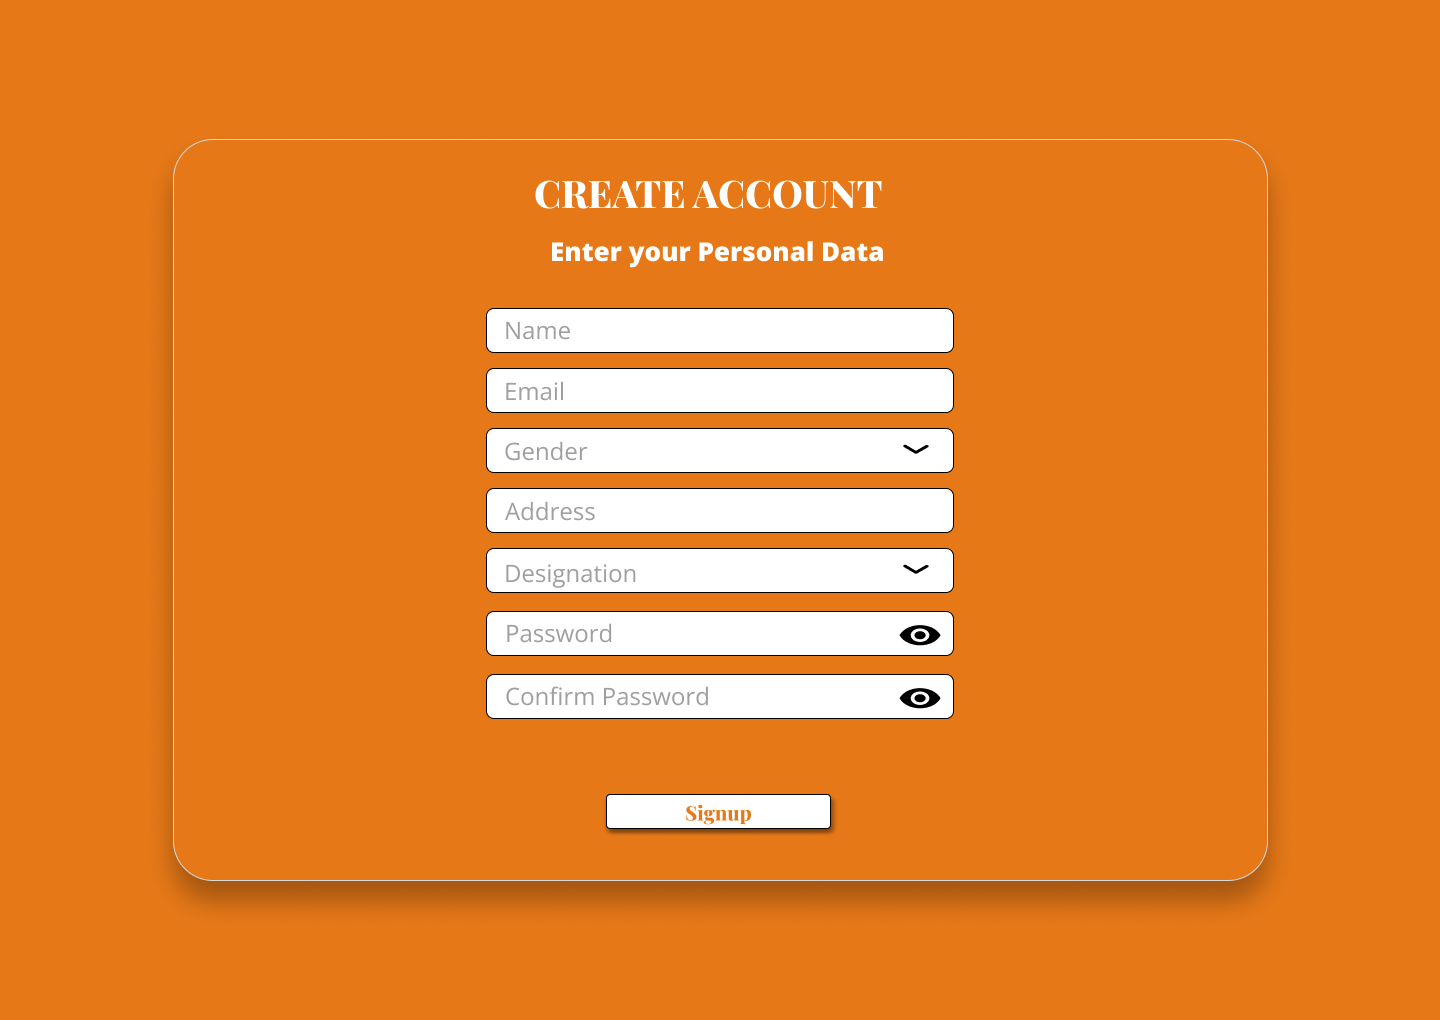 CREATE ACCOUNT
Enter your Personal Data
Name
Email
Gender
Address
Designation
Password
Confirm Password
Signup